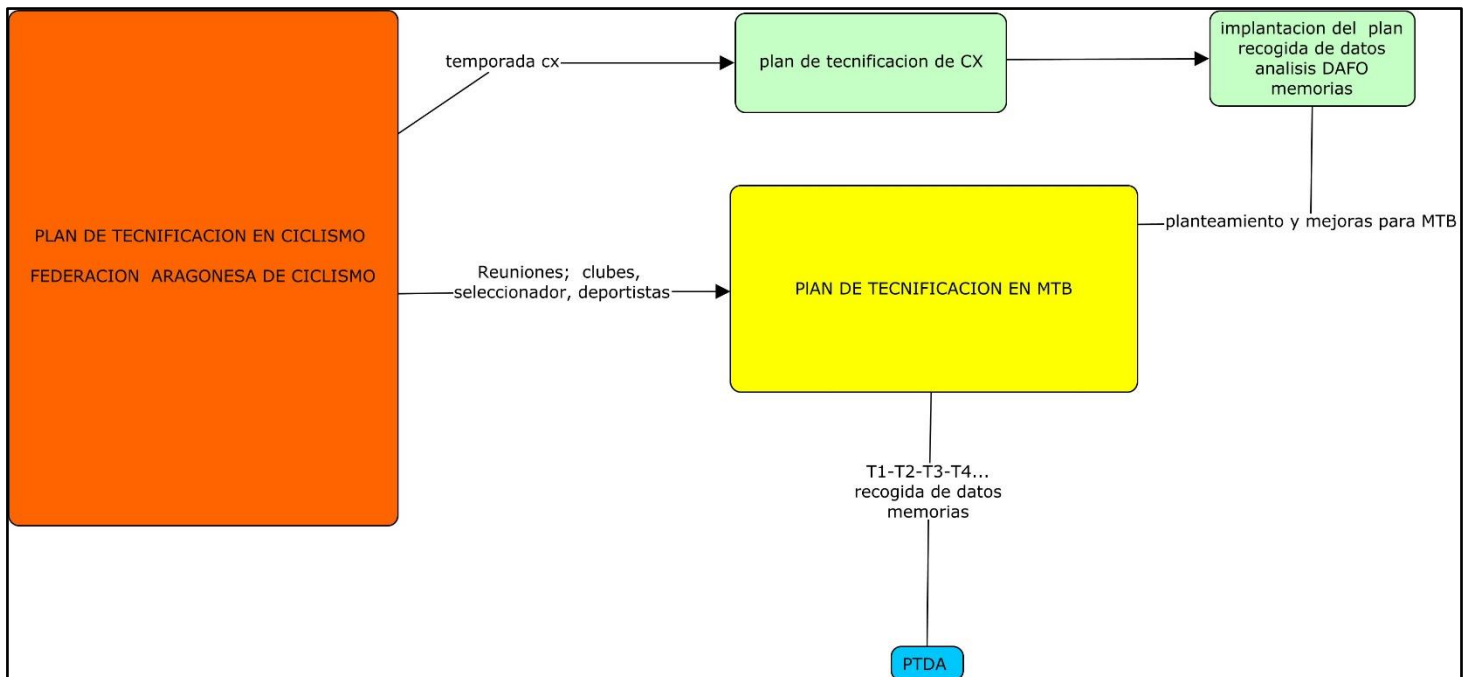 implantacion del plan
recogida de datos
analisis DAFO
memorias
temporada cx
plan de tecnificacion de CX
PLAN DE TECNIFICACION EN CICLISMO
FEDERACION ARAGONESA DE CICLISMO
planteamiento y mejoras para MTB
Reuniones; clubes,
seleccionador, deportistas
PlAN DE TECNIFICACION EN MTB
T1-T2-T3-T4...
recogida de datos
memorias
PTDA